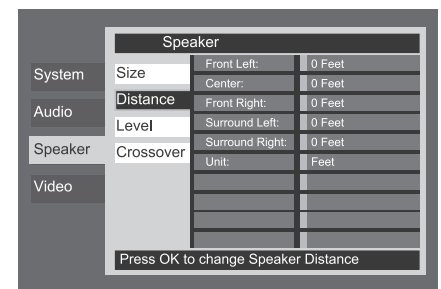 Speaker
System
Audio
Speaker
Video
Size
Distance
Level
Crossover
Front Left: 0 Feet
Center: 0 Feet
Front Right: 0 Feet
Surround Left: 0 Feet
Surround Right: 0 Feet
Unit: Feet
Press OK to change Speaker Distance